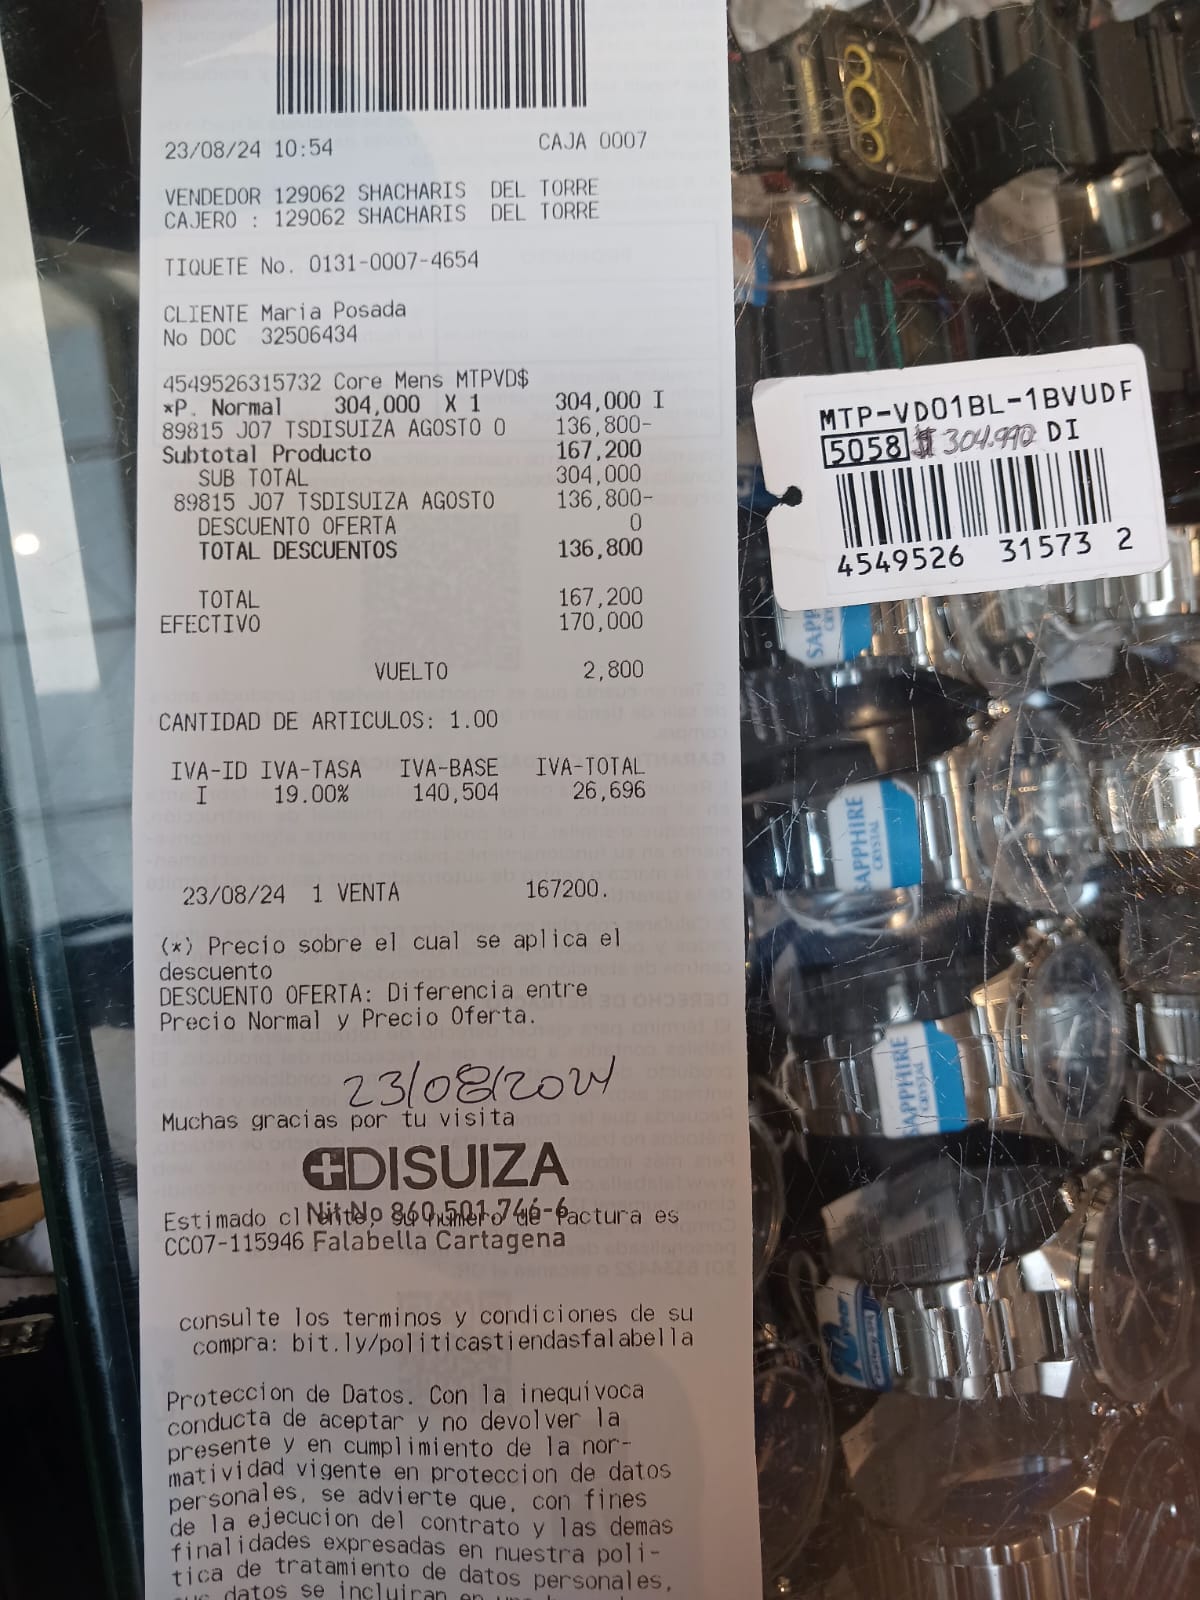 23/08/24 10:54 CAJA 0007
VENDEDOR 129062 SHACHARIS DEL TORRE
CAJERO : 129062 SHACHARIS DEL TORRE
TIQUETE No. 0131-0007-4654
CLIENTE Maria Posada
No DOC 32506434
4549526315732 Core Mens MTPVD$
*P. Normal 304,000 X 1 304,000 I
89815 J07 TSDISUIZA AGOSTO 0 136,800-
Subtotal Producto 167,200
SUB TOTAL 304,000
89815 J07 TSDISUIZA AGOSTO 136,800-
DESCUENTO OFERTA 0
TOTAL DESCUENTOS 136,800
TOTAL 167,200
EFECTIVO 170,000
VUELTO 2,800
CANTIDAD DE ARTICULOS: 1.00
IVA-ID IVA-TASA IVA-BASE IVA-TOTAL
I 19.00% 140,504 26,696
23/08/24 1 VENTA 167200.
(*) Precio sobre el cual se aplica el
descuento
DESCUENTO OFERTA: Diferencia entre
Precio Normal y Precio Oferta.
23/08/2024
Muchas gracias por tu visita
DISUIZA
Nit No 860.501.746-6
Estimado cliente, su numero de factura es
CC07-115946 Falabella Cartagena
consulte los terminos y condiciones de su
compra: bit.ly/politicastiendasfalabella
Proteccion de Datos. Con la inequivoca
conducta de aceptar y no devolver la
presente y en cumplimiento de la nor-
matividad vigente en proteccion de datos
personales, se advierte que, con fines
de la ejecucion del contrato y las demas
finalidades expresadas en nuestra poli-
tica de tratamiento de datos personales,
sus datos se incluiran en una
MTP-VD01BL-1BVUDF
5058 $ 304.990 DI
4549526 31573 2
SAPPHIRE
CRYSTAL
SAPPHIRE
CRYSTAL
SAPPHIRE
CRYSTAL